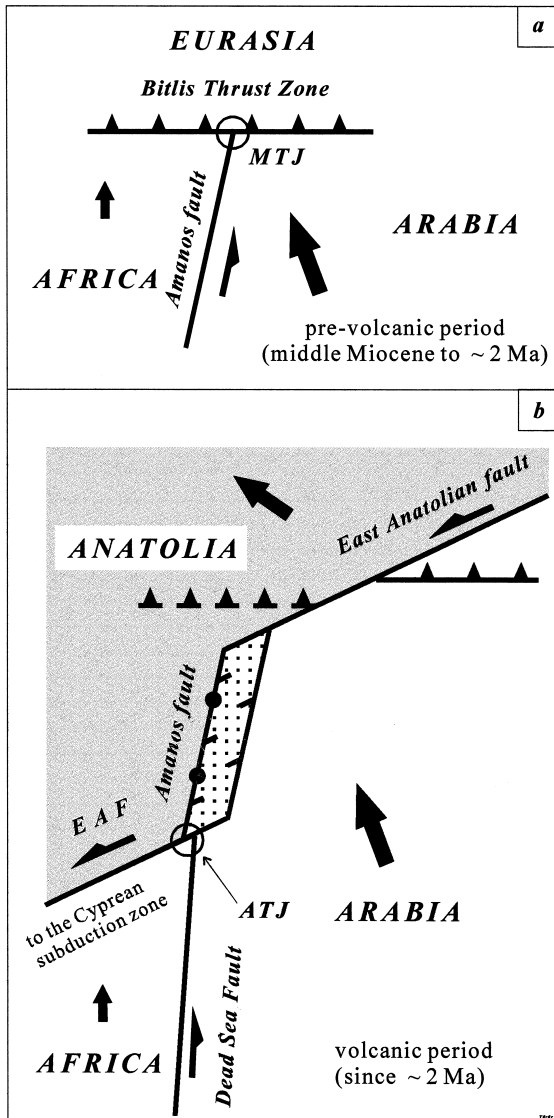 a
EURASIA
Bitlis Thrust Zone
MTJ
Amanos fault
ARABIA
AFRICA
pre-volcanic period
(middle Miocene to ~ 2 Ma)
b
East Anatolian fault
ANATOLIA
Amanos fault
EAF
to the Cyprean
subduction zone
ATJ
ARABIA
Dead Sea Fault
AFRICA
volcanic period
(since ~ 2 Ma)